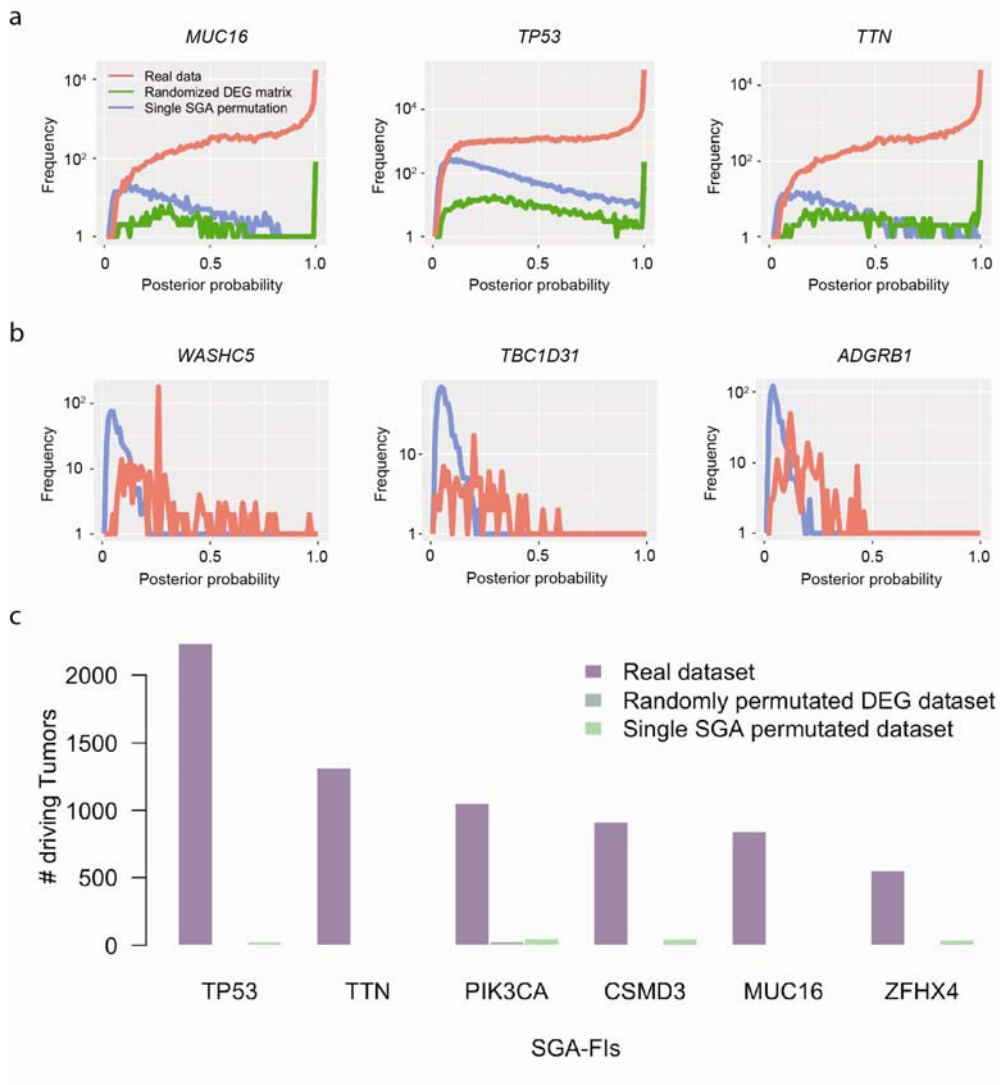 a
MUC16
TP53
TTN
Frequency
10⁴
10²
1
Real data
Randomized DEG matrix
Single SGA permutation
0
0.5
1.0
Posterior probability
Frequency
10⁴
10²
1
0
0.5
1.0
Posterior probability
Frequency
10⁴
10²
1
0
0.5
1.0
Posterior probability
b
WASHC5
TBC1D31
ADGRB1
Frequency
10²
10
1
0
0.5
1.0
Posterior probability
Frequency
10
1
0
0.5
1.0
Posterior probability
Frequency
10²
10
1
0
0.5
1.0
Posterior probability
c
# driving Tumors
2000
1500
1000
500
0
Real dataset
Randomly permutated DEG dataset
Single SGA permutated dataset
TP53
TTN
PIK3CA
CSMD3
MUC16
ZFHX4
SGA-FIs